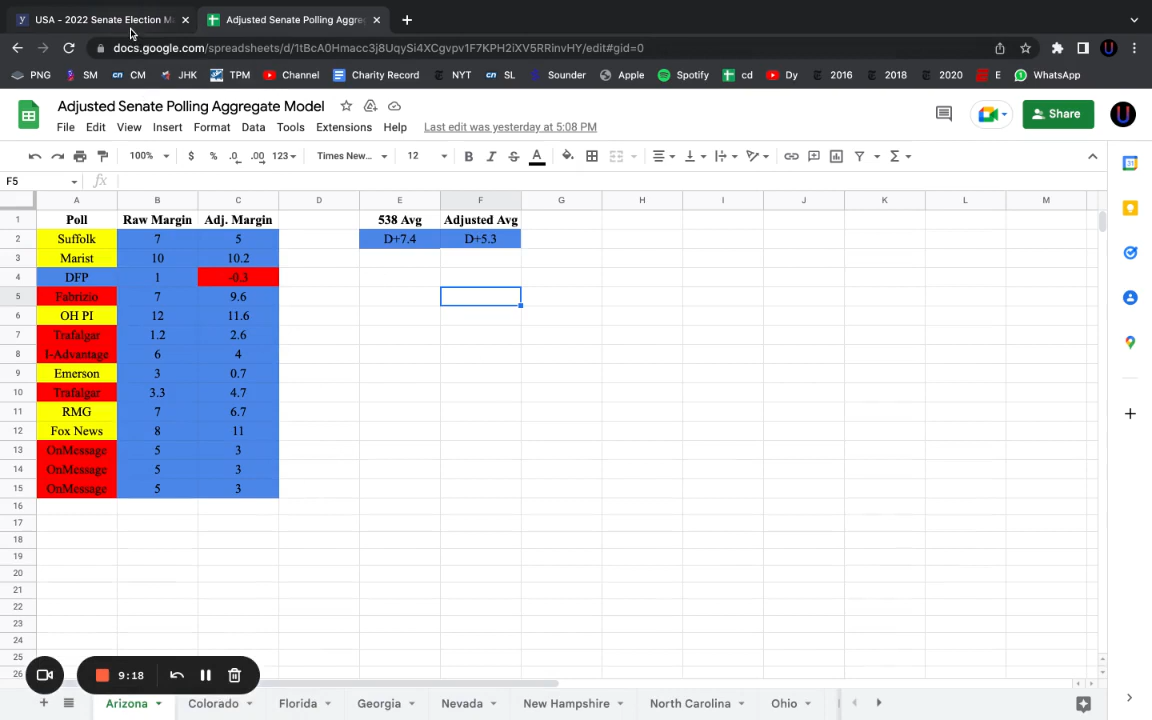 USA - 2022 Senate Election M
Adjusted Senate Polling Aggre
docs.google.com/spreadsheets/d/1tBcA0Hmacc3j8UqySi4XCgvpv1F7KPH2iXV5RRinvHY/edit#gid=0
PNG SM CM JHK TPM Channel Charity Record NYT SL Sounder Apple Spotify cd Dy 2016 2018 2020 E WhatsApp
Adjusted Senate Polling Aggregate Model
Share
File Edit View Insert Format Data Tools Extensions Help Last edit was yesterday at 5:08 PM
100% $ % .0 .00 123 Times New... 12 B I S A
F5 fx
A B C D E F G H I J K L M
1 Poll Raw Margin Adj. Margin 538 Avg Adjusted Avg
2 Suffolk 7 5 D+7.4 D+5.3
3 Marist 10 10.2
4 DFP 1 -0.3
5 Fabrizio 7 9.6
6 OH PI 12 11.6
7 Trafalgar 1.2 2.6
8 I-Advantage 6 4
9 Emerson 3 0.7
10 Trafalgar 3.3 4.7
11 RMG 7 6.7
12 Fox News 8 11
13 OnMessage 5 3
14 OnMessage 5 3
15 OnMessage 5 3
16
17
18
19
20
21
22
23
24
25
26
9:18
Arizona Colorado Florida Georgia Nevada New Hampshire North Carolina Ohio